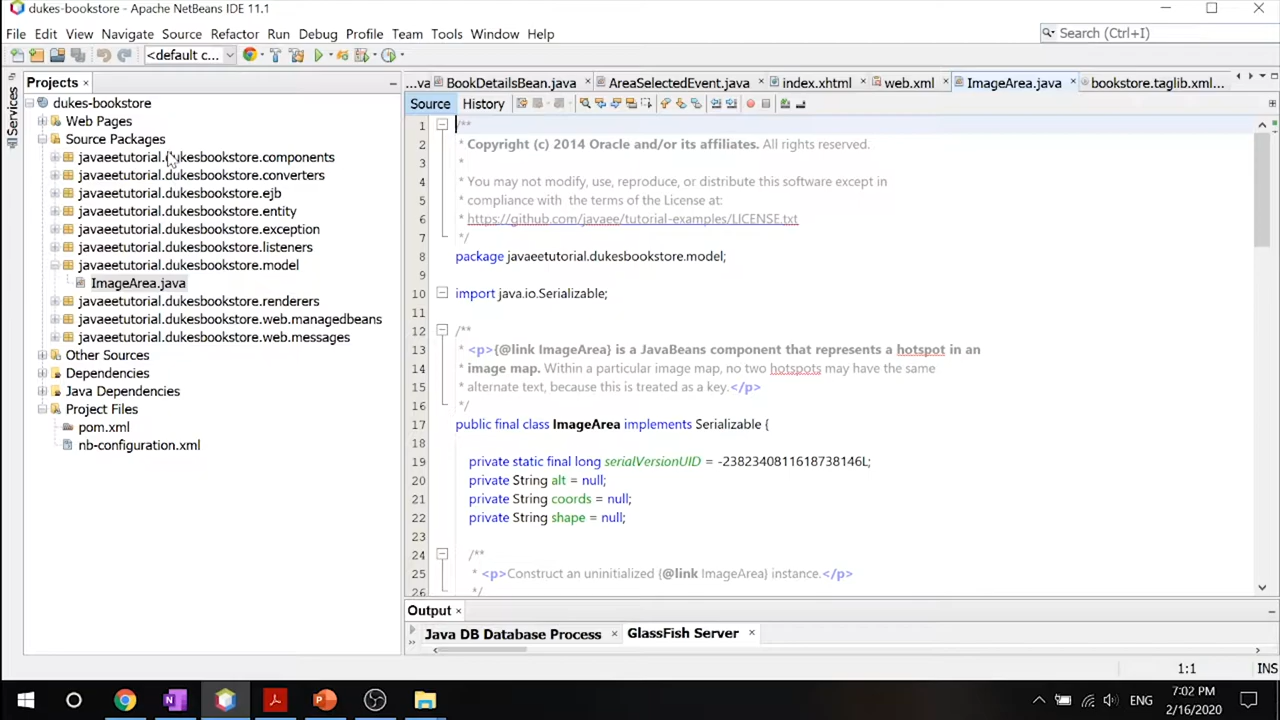 dukes-bookstore - Apache NetBeans IDE 11.1
File Edit View Navigate Source Refactor Run Debug Profile Team Tools Window Help
Search (Ctrl+I)
<default c...
Projects
...va BookDetailsBean.java AreaSelectedEvent.java index.xhtml web.xml ImageArea.java bookstore.taglib.xml...
Services
Source History
dukes-bookstore
Web Pages
Source Packages
javaeetutorial.dukesbookstore.components
javaeetutorial.dukesbookstore.converters
javaeetutorial.dukesbookstore.ejb
javaeetutorial.dukesbookstore.entity
javaeetutorial.dukesbookstore.exception
javaeetutorial.dukesbookstore.listeners
javaeetutorial.dukesbookstore.model
ImageArea.java
javaeetutorial.dukesbookstore.renderers
javaeetutorial.dukesbookstore.web.managedbeans
javaeetutorial.dukesbookstore.web.messages
Other Sources
Dependencies
Java Dependencies
Project Files
pom.xml
nb-configuration.xml
1 /**
2 * Copyright (c) 2014 Oracle and/or its affiliates. All rights reserved.
3 *
4 * You may not modify, use, reproduce, or distribute this software except in
5 * compliance with the terms of the License at:
6 * https://github.com/javaee/tutorial-examples/LICENSE.txt
7 */
8 package javaeetutorial.dukesbookstore.model;
9
10 import java.io.Serializable;
11
12 /**
13 * <p>{@link ImageArea} is a JavaBeans component that represents a hotspot in an
14 * image map. Within a particular image map, no two hotspots may have the same
15 * alternate text, because this is treated as a key.</p>
16 */
17 public final class ImageArea implements Serializable {
18
19 private static final long serialVersionUID = -2382340811618738146L;
20 private String alt = null;
21 private String coords = null;
22 private String shape = null;
23
24 /**
25 * <p>Construct an uninitialized {@link ImageArea} instance.</p>
26 */
Output
Java DB Database Process GlassFish Server
1:1 INS
ENG
7:02 PM
2/16/2020